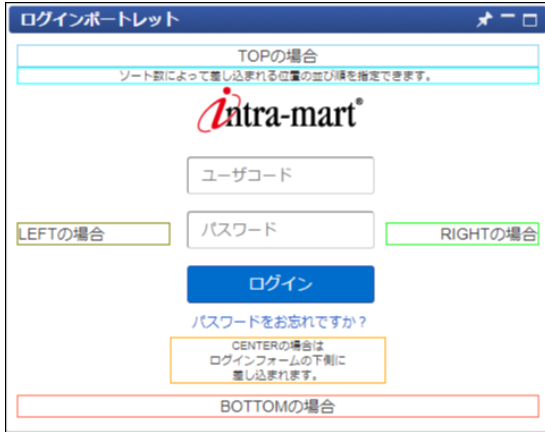 ログインポートレット
TOPの場合
ソート数によって差し込まれる位置の並び順を指定できます。
intra-mart®
ユーザコード
LEFTの場合
パスワード
RIGHTの場合
ログイン
パスワードをお忘れですか？
CENTERの場合は
ログインフォームの下側に
差し込まれます。
BOTTOMの場合